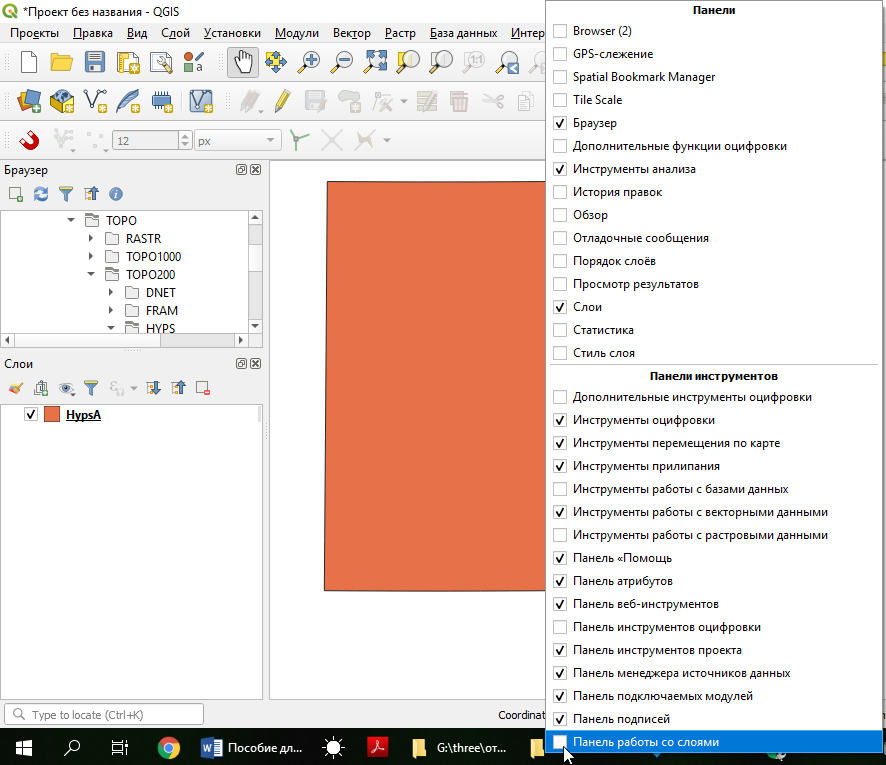 *Проект без названия - QGIS
Проекты Правка Вид Слой Установки Модули Вектор Растр База данных Интер
1:1
12 px
Браузер
TOPO
RASTR
TOPO1000
TOPO200
DNET
FRAM
HYPS
Слои
HypsA
Type to locate (Ctrl+K)
Coordinat
Панели
Browser (2)
GPS-слежение
Spatial Bookmark Manager
Tile Scale
Браузер
Дополнительные функции оцифровки
Инструменты анализа
История правок
Обзор
Отладочные сообщения
Порядок слоёв
Просмотр результатов
Слои
Статистика
Стиль слоя
Панели инструментов
Дополнительные инструменты оцифровки
Инструменты оцифровки
Инструменты перемещения по карте
Инструменты прилипания
Инструменты работы с базами данных
Инструменты работы с векторными данными
Инструменты работы с растровыми данными
Панель «Помощь
Панель атрибутов
Панель веб-инструментов
Панель инструментов оцифровки
Панель инструментов проекта
Панель менеджера источников данных
Панель подключаемых модулей
Панель подписей
Панель работы со слоями
Пособие дл... G:\three\от...